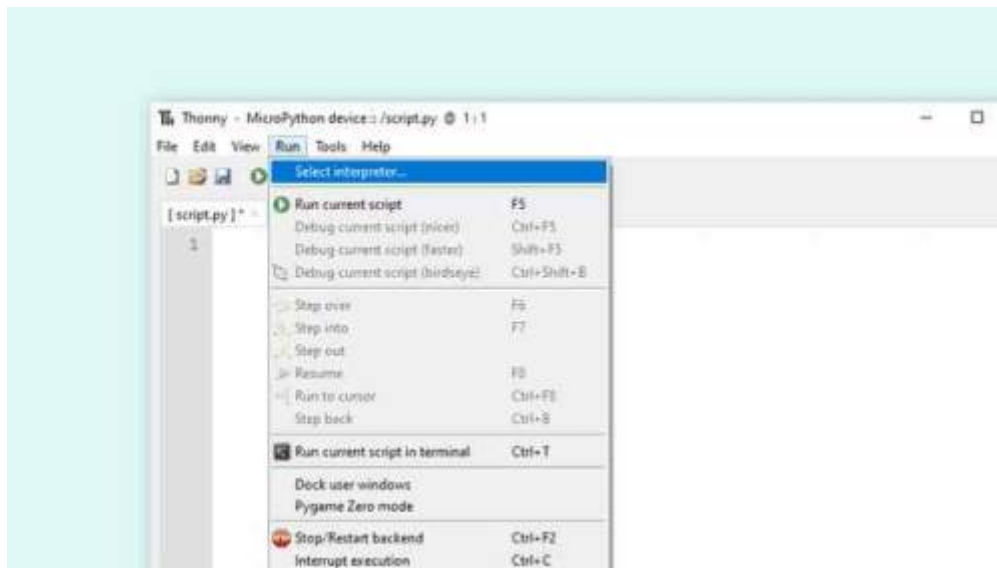 Thonny - MicroPython device :: /script.py @ 1 : 1
File Edit View Run Tools Help
Select interpreter...
[ script.py ] *
Run current script F5
Debug current script (nicer) Ctrl+F5
Debug current script (faster) Shift+F5
Debug current script (birdseye) Ctrl+Shift+B
1
Step over F6
Step into F7
Step out
Resume F8
Run to cursor Ctrl+F8
Step back Ctrl+B
Run current script in terminal Ctrl+T
Dock user windows
Pygame Zero mode
Stop/Restart backend Ctrl+F2
Interrupt execution Ctrl+C